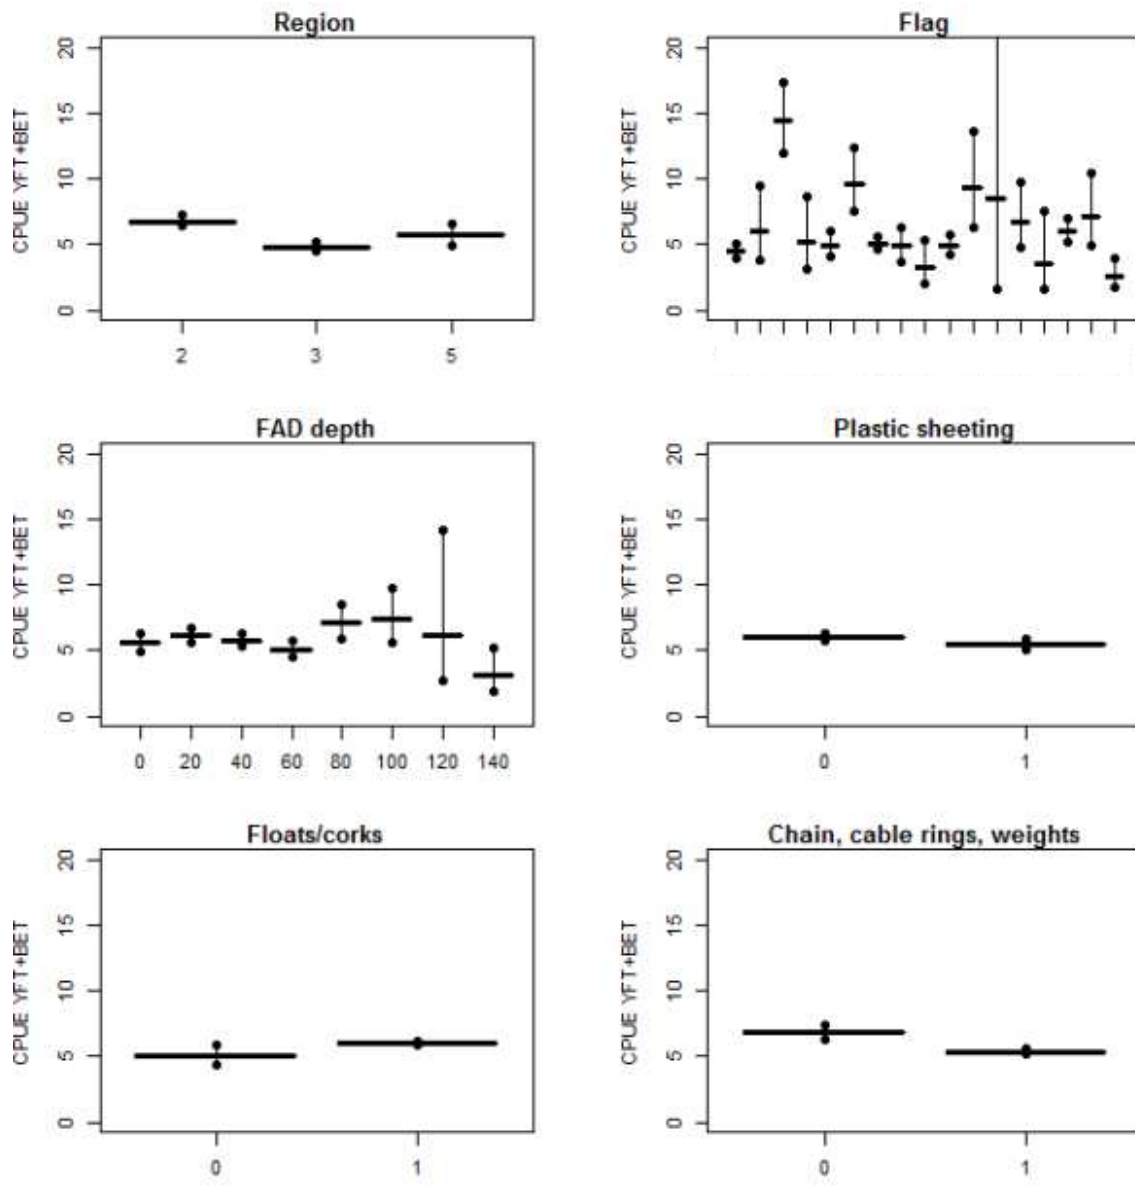 Region
CPUE YFT+BET
20
15
10
5
0
2 3 5
Flag
CPUE YFT+BET
20
15
10
5
0
FAD depth
CPUE YFT+BET
20
15
10
5
0
0 20 40 60 80 100 120 140
Plastic sheeting
CPUE YFT+BET
20
15
10
5
0
0 1
Floats/corks
CPUE YFT+BET
20
15
10
5
0
0 1
Chain, cable rings, weights
CPUE YFT+BET
20
15
10
5
0
0 1